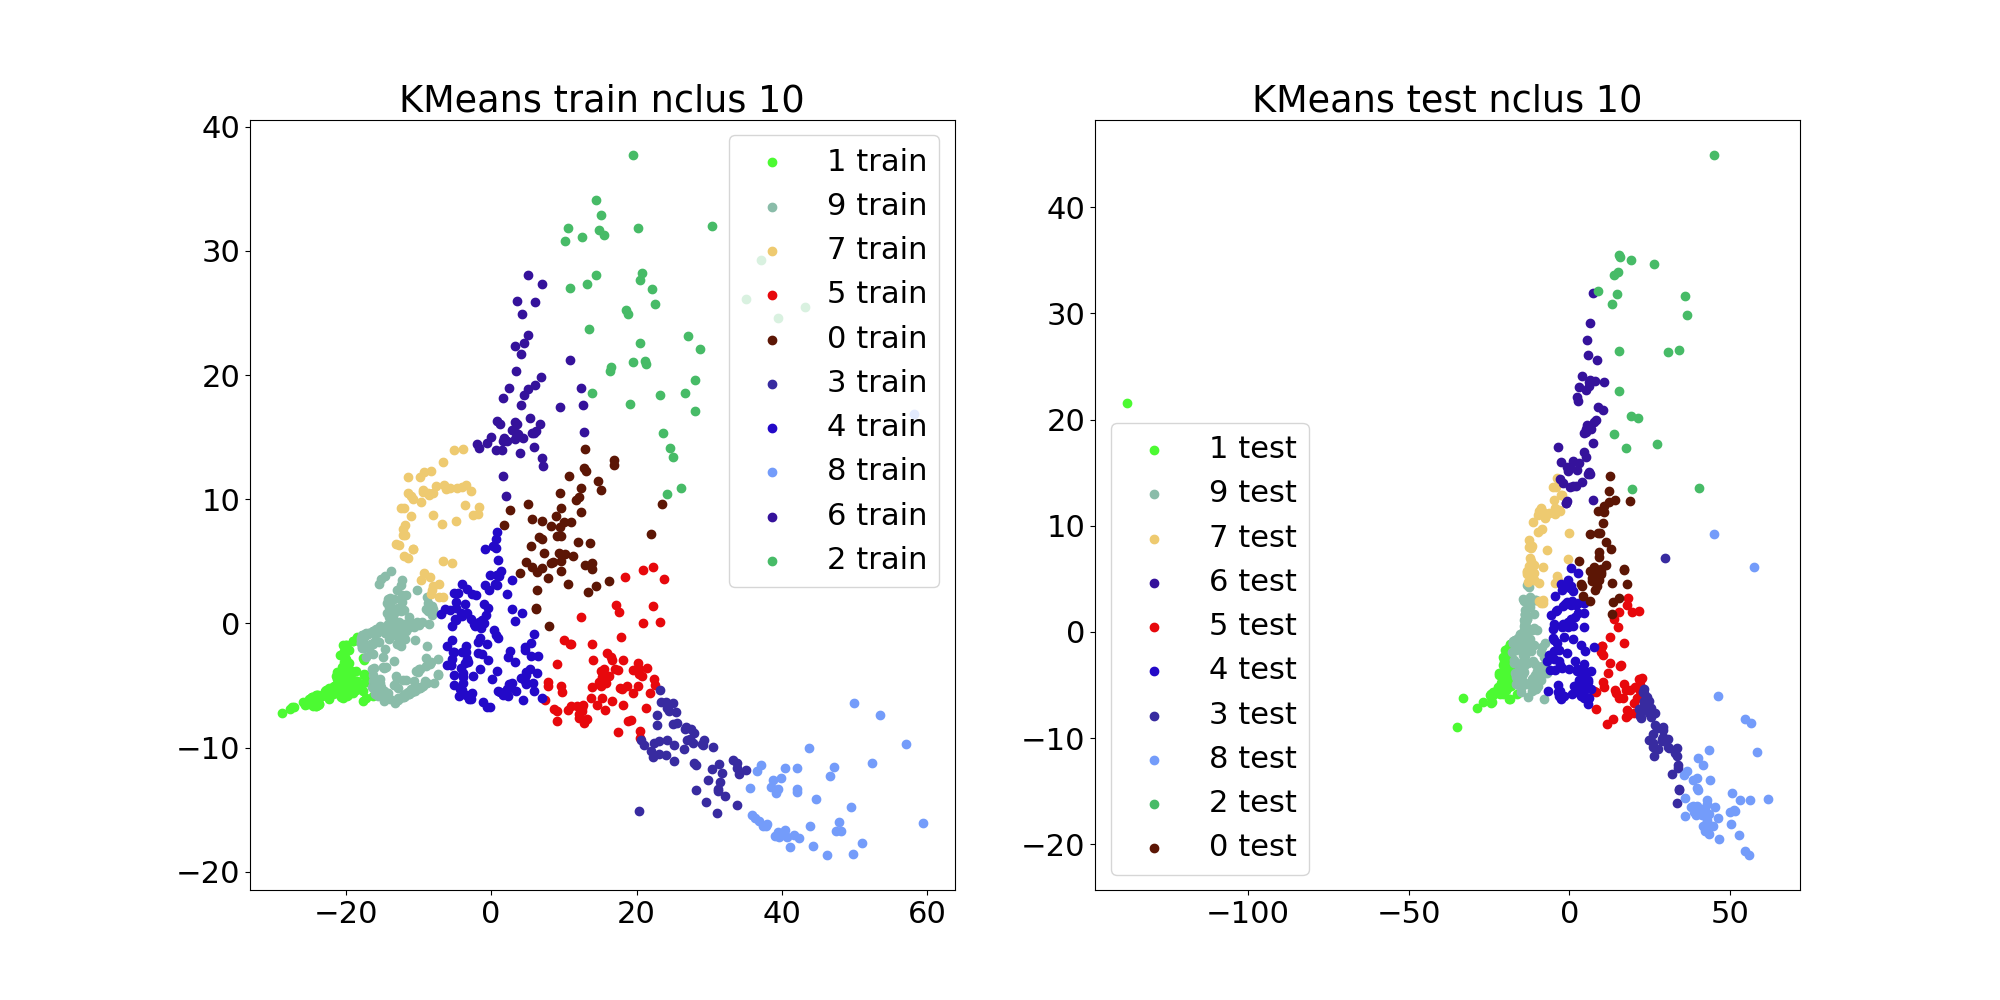 KMeans train nclus 10
40
30
20
10
0
−10
−20
−20
0
20
40
60
1 train
9 train
7 train
5 train
0 train
3 train
4 train
8 train
6 train
2 train
KMeans test nclus 10
40
30
20
10
0
−10
−20
−100
−50
0
50
1 test
9 test
7 test
6 test
5 test
4 test
3 test
8 test
2 test
0 test